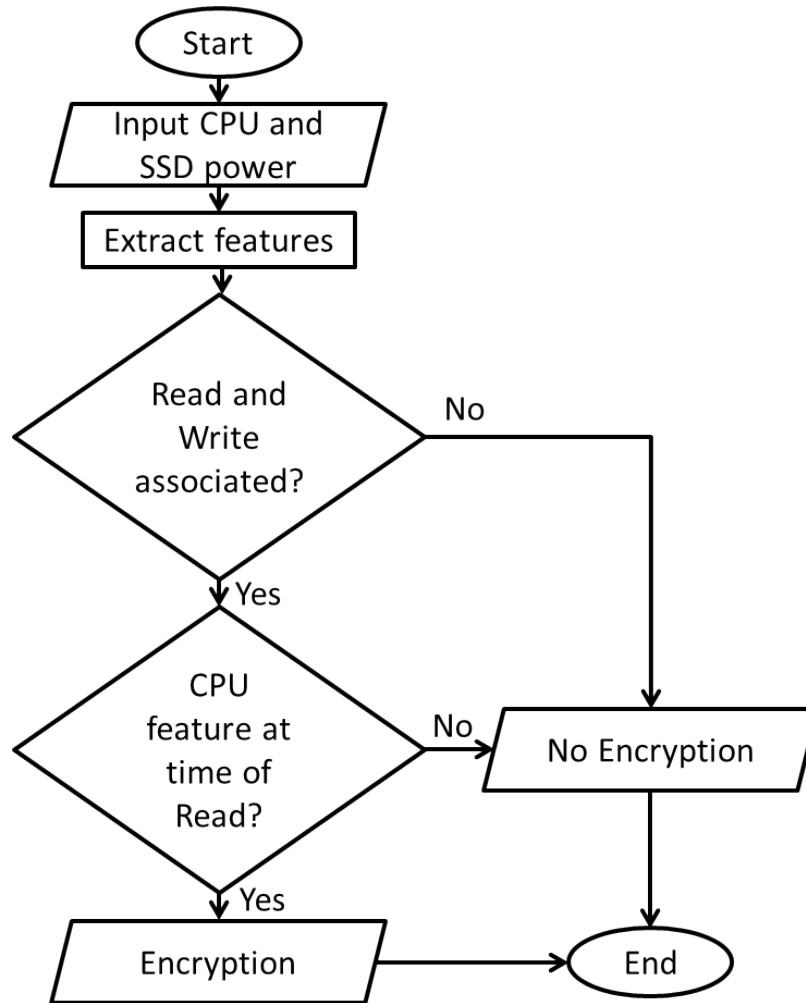 Start
Input CPU and
SSD power
Extract features
Read and
Write
associated?
No
Yes
CPU
feature at
time of
Read?
No
No Encryption
Yes
Encryption
End